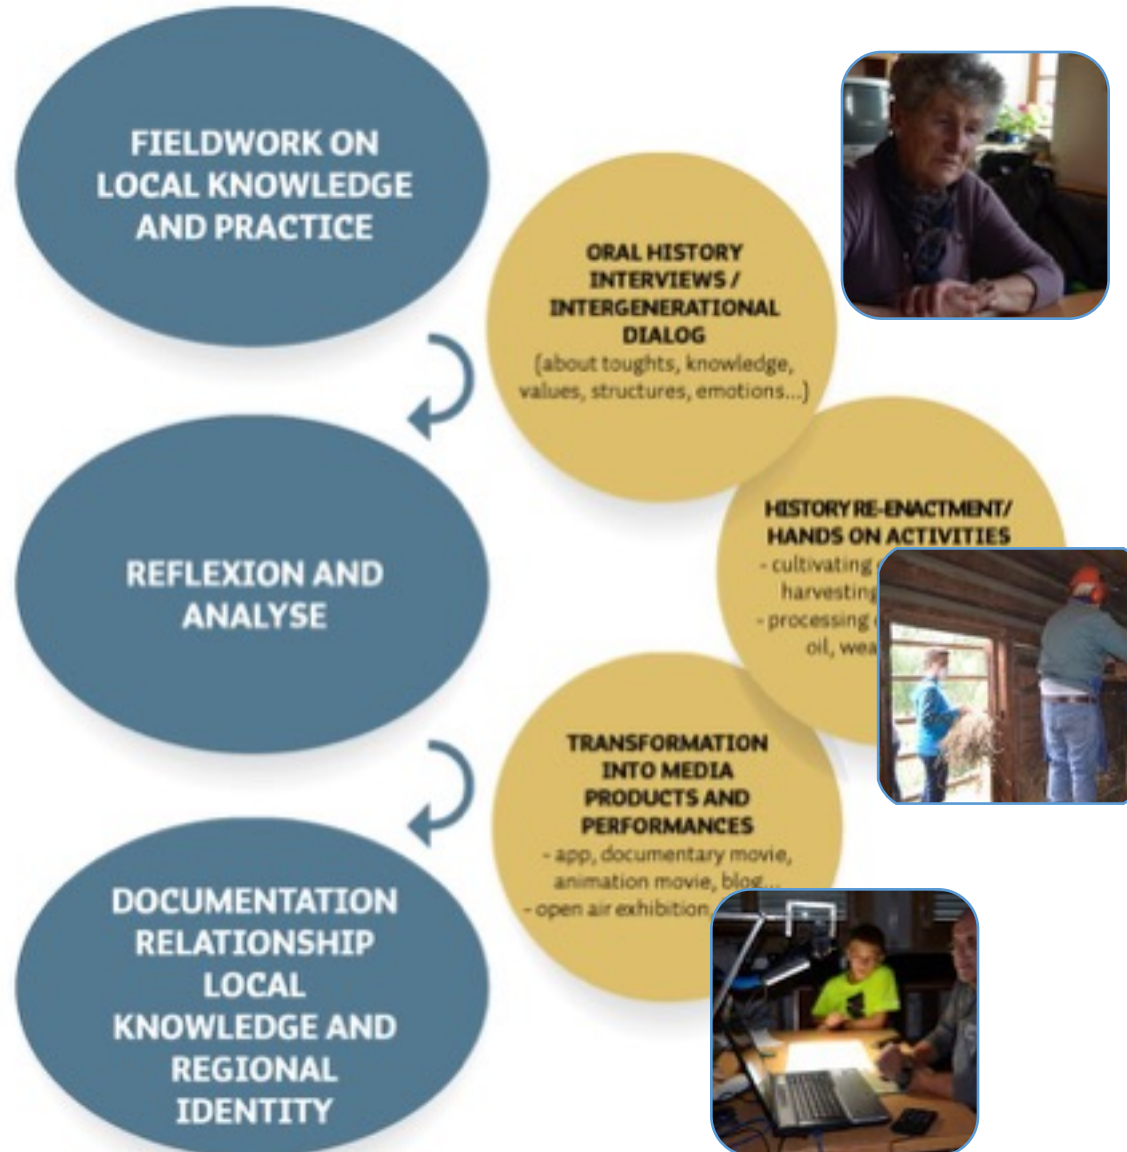 FIELDWORK ON
LOCAL KNOWLEDGE
AND PRACTICE
ORAL HISTORY
INTERVIEWS /
INTERGENERATIONAL
DIALOG
(about toughts, knowledge,
values, structures, emotions...)
REFLEXION AND
ANALYSE
HISTORY RE-ENACTMENT/
HANDS ON ACTIVITIES
- cultivating
harvesting
- processing
oil,
TRANSFORMATION
INTO MEDIA
PRODUCTS AND
PERFORMANCES
- app, documentary movie,
animation movie, blog...
- open air exhibition
DOCUMENTATION
RELATIONSHIP
LOCAL
KNOWLEDGE AND
REGIONAL
IDENTITY